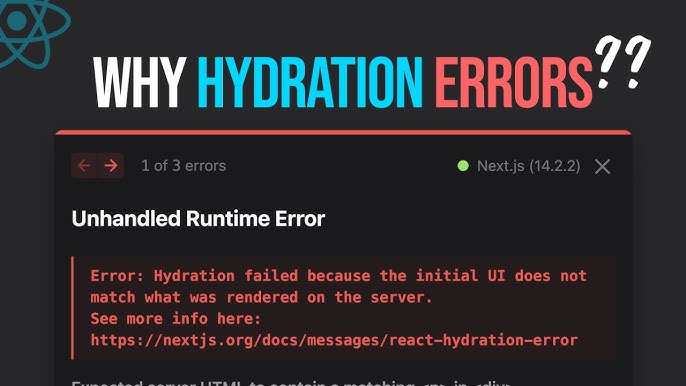 WHY HYDRATION ERRORS??
1 of 3 errors
Next.js (14.2.2)
Unhandled Runtime Error
Error: Hydration failed because the initial UI does not
match what was rendered on the server.
See more info here:
https://nextjs.org/docs/messages/react-hydration-error
Expected server HTML to contain a matching <p> in <div>